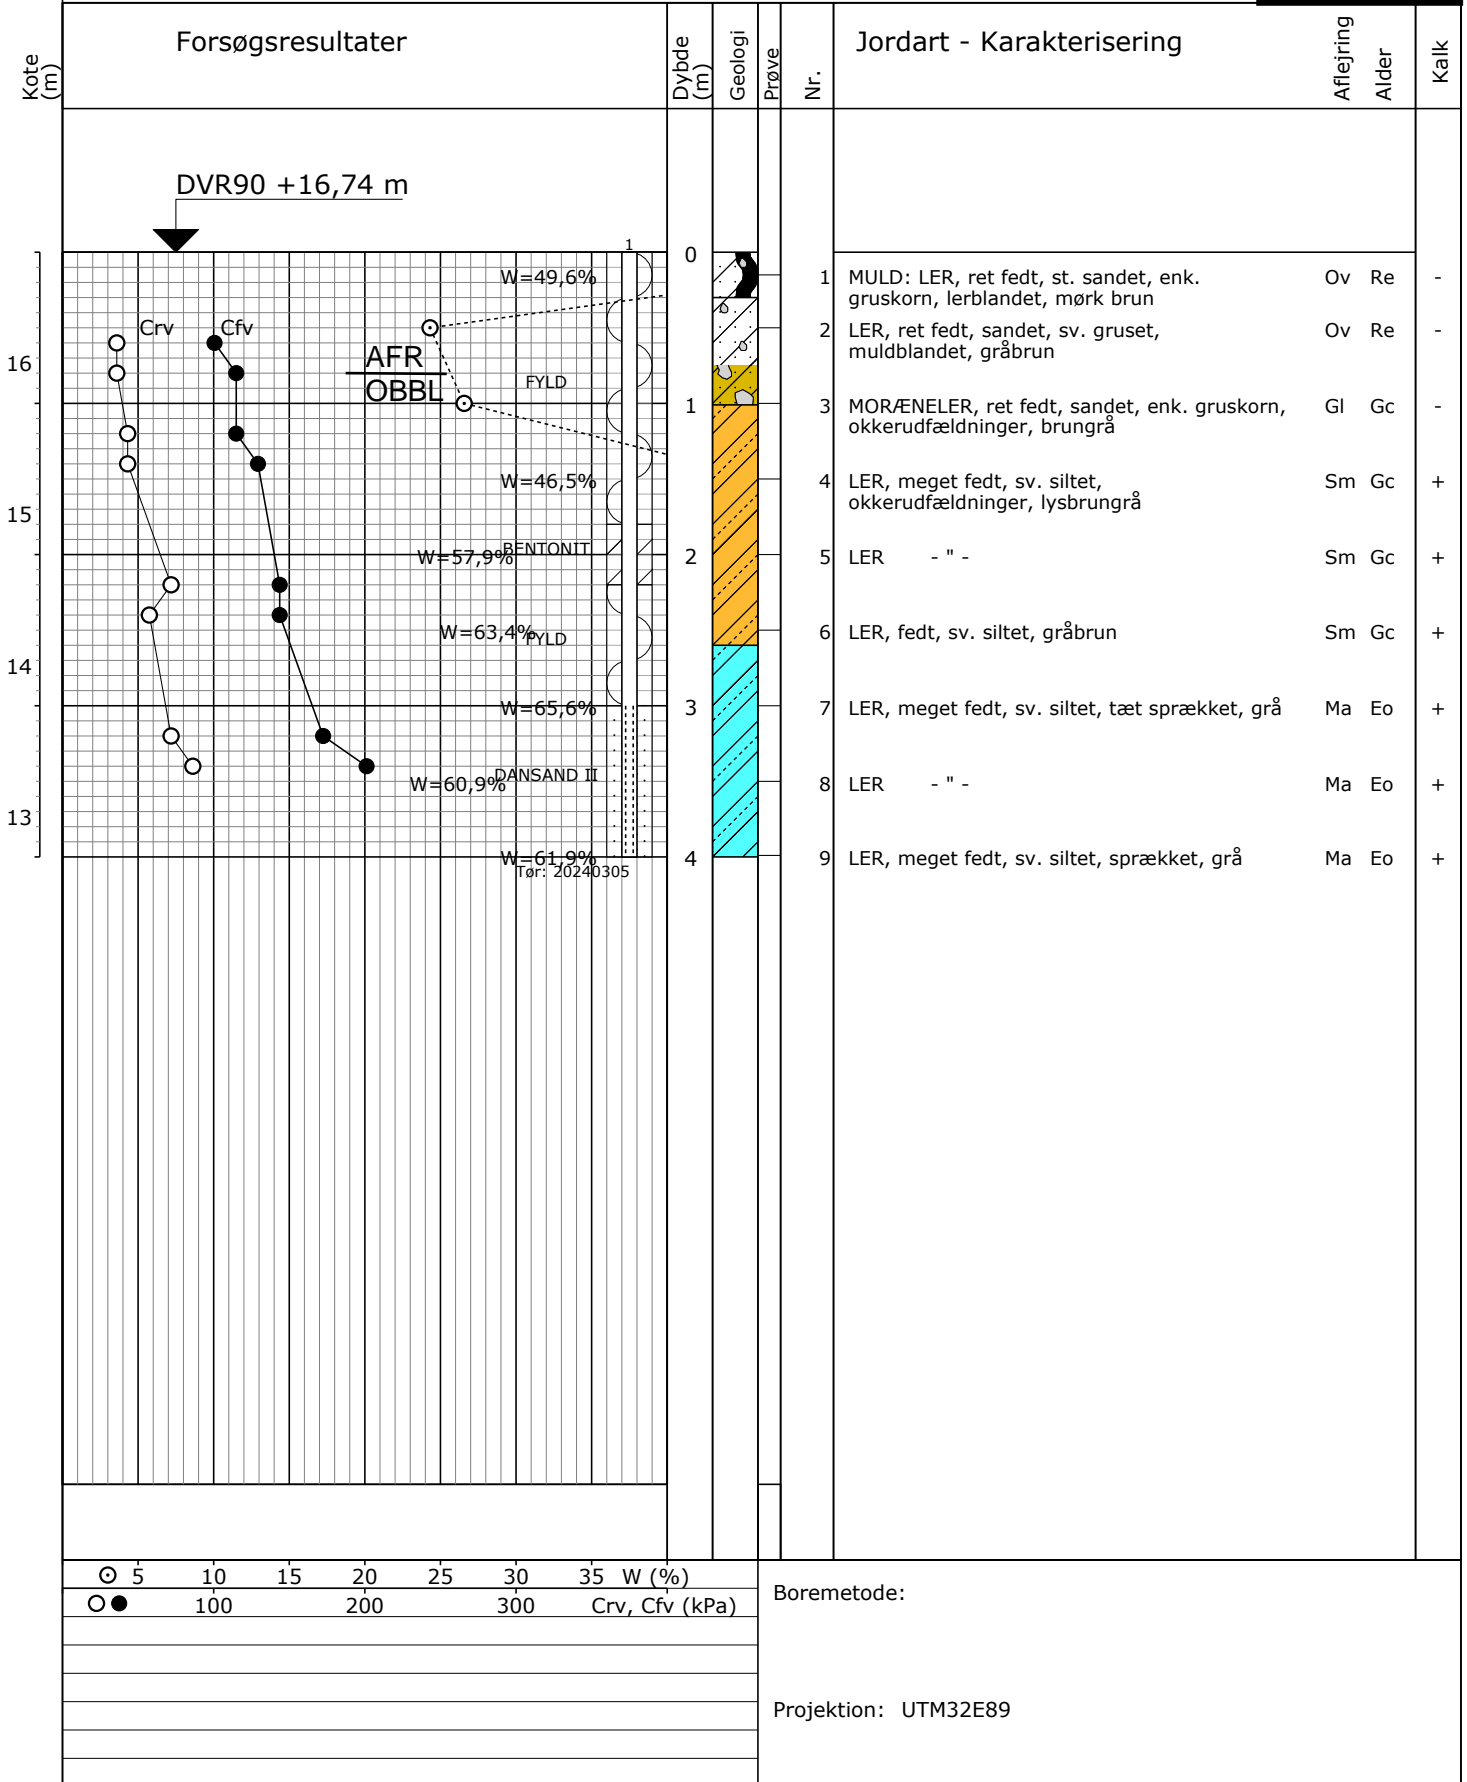 Kote (m)
Forsøgsresultater
Dybde (m)
Geologi
Prøve
Nr.
Jordart - Karakterisering
Aflejring
Alder
Kalk
DVR90 +16,74 m
1
0
W=49,6%
1 MULD: LER, ret fedt, st. sandet, enk. Ov Re -
gruskorn, lerblandet, mørk brun
Crv Cfv
2 LER, ret fedt, sandet, sv. gruset, Ov Re -
muldblandet, gråbrun
16
AFR
OBBL
FYLD
1
3 MORÆNELER, ret fedt, sandet, enk. gruskorn, Gl Gc -
okkerudfældninger, brungrå
W=46,5%
4 LER, meget fedt, sv. siltet, Sm Gc +
okkerudfældninger, lysbrungrå
15
BENTONIT
W=57,9%
2
5 LER - " - Sm Gc +
W=63,4%
FYLD
6 LER, fedt, sv. siltet, gråbrun Sm Gc +
14
W=65,6%
3
7 LER, meget fedt, sv. siltet, tæt sprækket, grå Ma Eo +
DANSAND II
W=60,9%
8 LER - " - Ma Eo +
13
W=61,9%
4
9 LER, meget fedt, sv. siltet, sprækket, grå Ma Eo +
Tør: 20240305
5 10 15 20 25 30 35 W (%)
100 200 300 Crv, Cfv (kPa)
Boremetode:
Projektion: UTM32E89